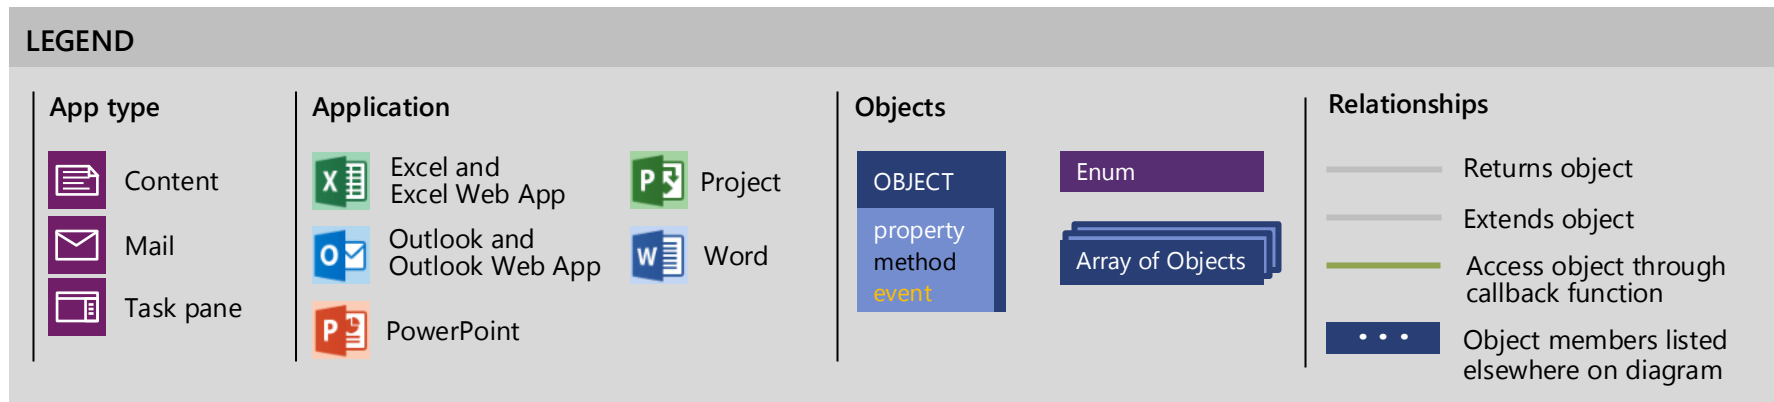 LEGEND
App type
Content
Mail
Task pane
Application
Excel and
Excel Web App
Outlook and
Outlook Web App
PowerPoint
Project
Word
Objects
OBJECT
property
method
event
Enum
Array of Objects
Relationships
Returns object
Extends object
Access object through
callback function
Object members listed
elsewhere on diagram